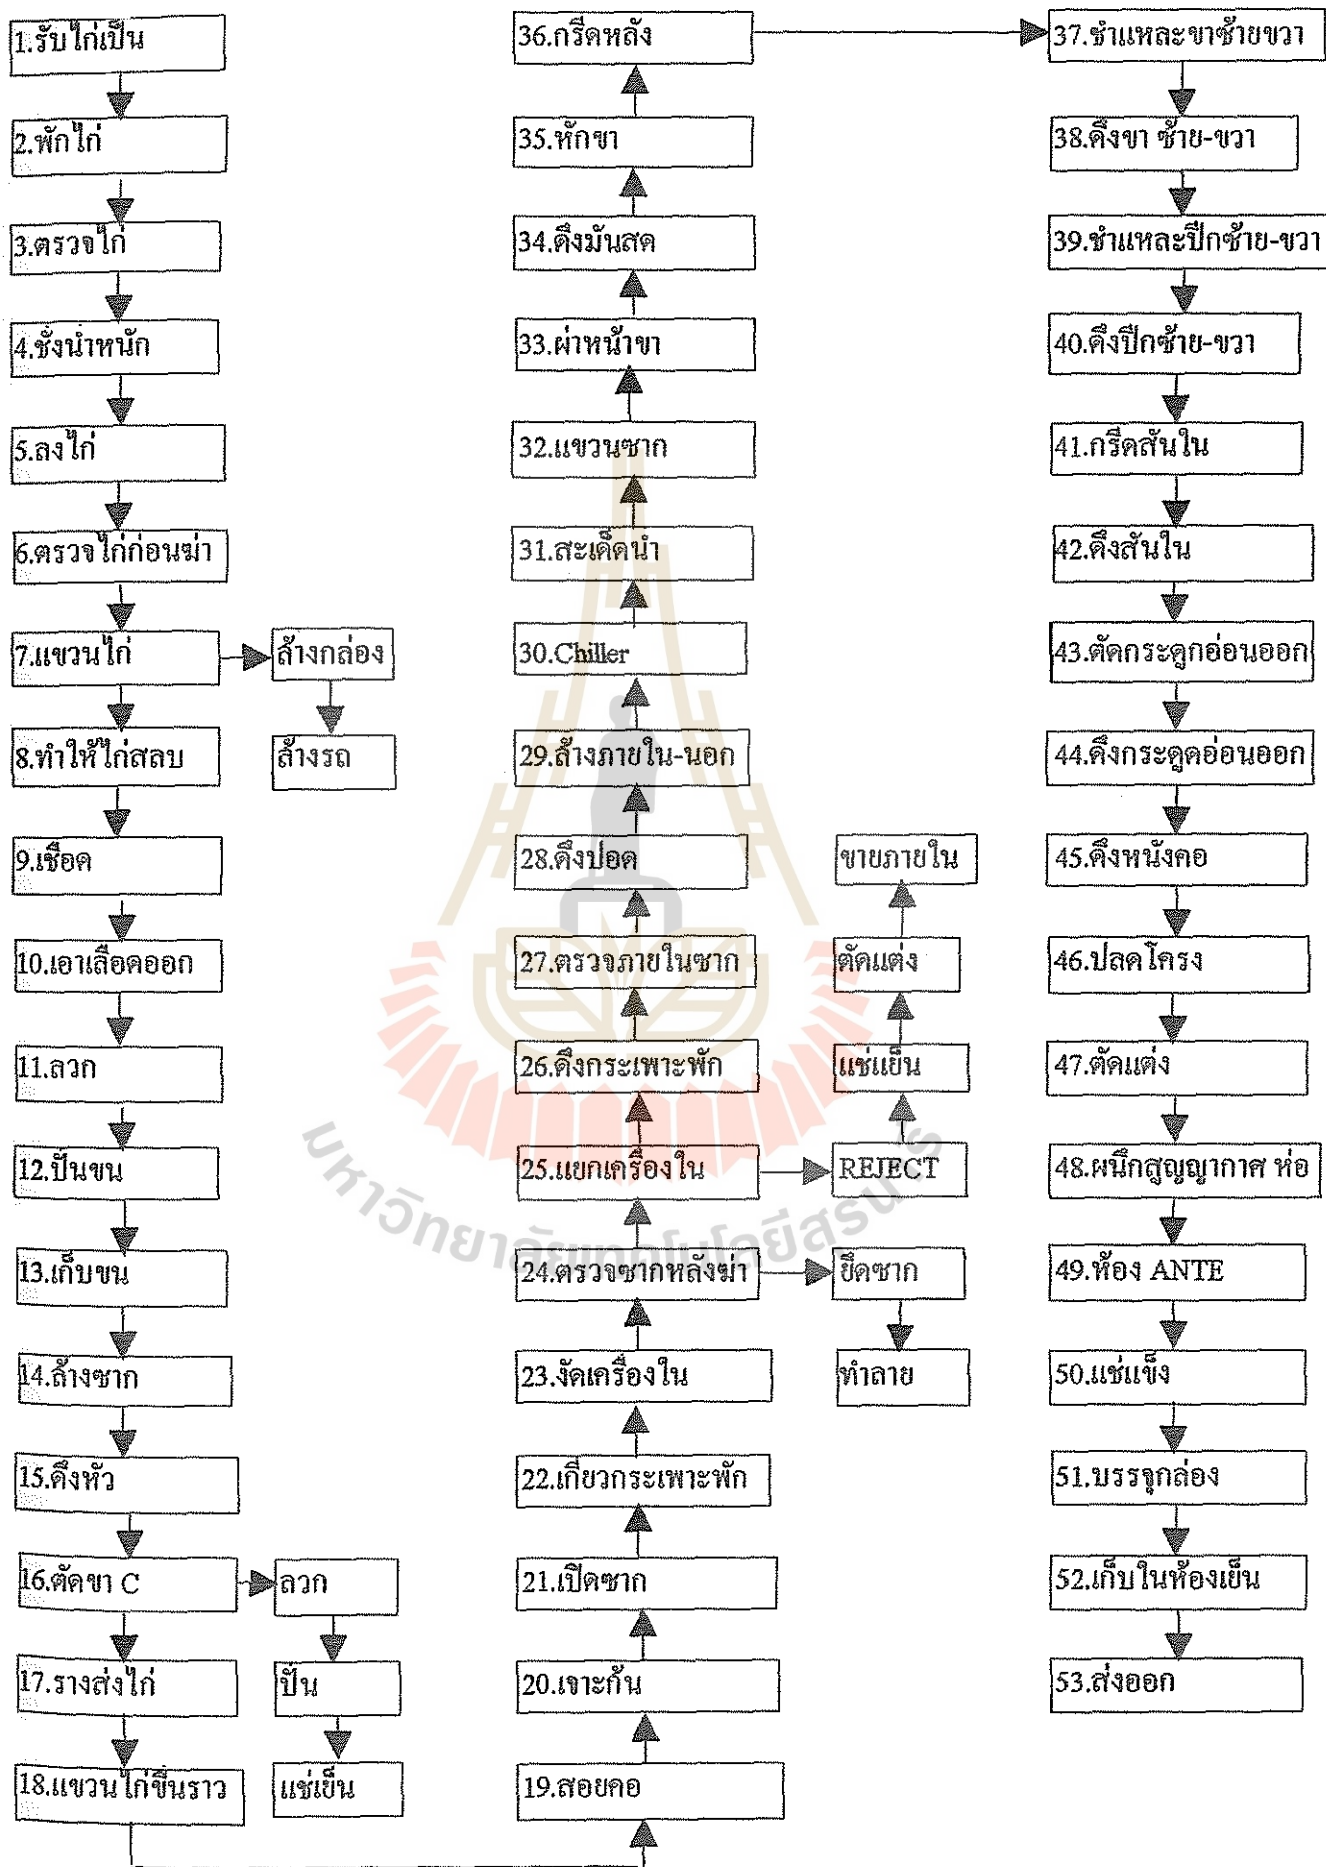 1.รับไก่เป็น
2.พักไก่
3.ตรวจไก่
4.ชั่งน้ำหนัก
5.ลงไก่
6.ตรวจไก่ก่อนฆ่า
7.แขวนไก่
ล้างกล่อง
ล้างรถ
8.ทำให้ไก่สลบ
9.เชือด
10.เอาเลือดออก
11.ลวก
12.ปั่นขน
13.เก็บขน
14.ล้างซาก
15.ดึงหัว
16.ตัดขา C
ลวก
ปั่น
แช่เย็น
17.รางส่งไก่
18.แขวนไก่ขึ้นราว
19.สอยคอ
20.เจาะก้น
21.เปิดซาก
22.เกี่ยวกระเพาะพัก
23.งัดเครื่องใน
24.ตรวจซากหลังฆ่า
ยึดซาก
ทำลาย
25.แยกเครื่องใน
REJECT
แช่แย็น
ตัดแต่ง
ขายภายใน
26.ดึงกระเพาะพัก
27.ตรวจภายในซาก
28.ดึงปอด
29.ล้างภายใน-นอก
30.Chiller
31.สะเด็ดน้ำ
32.แขวนซาก
33.ผ่าหน้าขา
34.ดึงมันสด
35.หักขา
36.กรีดหลัง
37.ชำแหละขาซ้ายขวา
38.ดึงขา ซ้าย-ขวา
39.ชำแหละปีกซ้าย-ขวา
40.ดึงปีกซ้าย-ขวา
41.กรีดสันใน
42.ดึงสันใน
43.ตัดกระดูกอ่อนออก
44.ดึงกระดูดอ่อนออก
45.ดึงหนังคอ
46.ปลดโครง
47.ตัดแต่ง
48.ผนึกสูญญากาศ ห่อ
49.ห้อง ANTE
50.แช่แข็ง
51.บรรจุกล่อง
52.เก็บในห้องเย็น
53.ส่งออก
มหาวิทยาลัยเทคโนโลยีสุรนารี